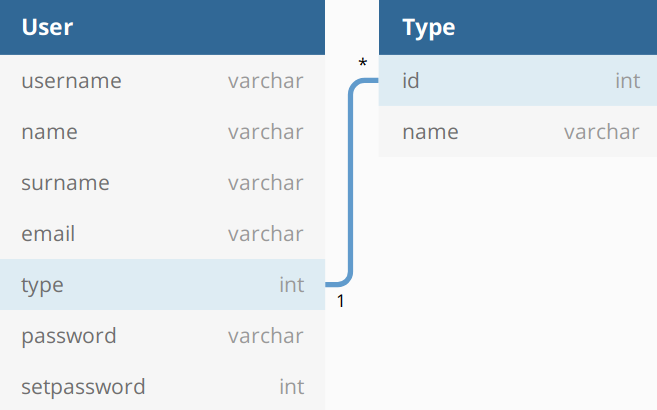 User
username varchar
name varchar
surname varchar
email varchar
type int
password varchar
setpassword int
*
1
Type
id int
name varchar